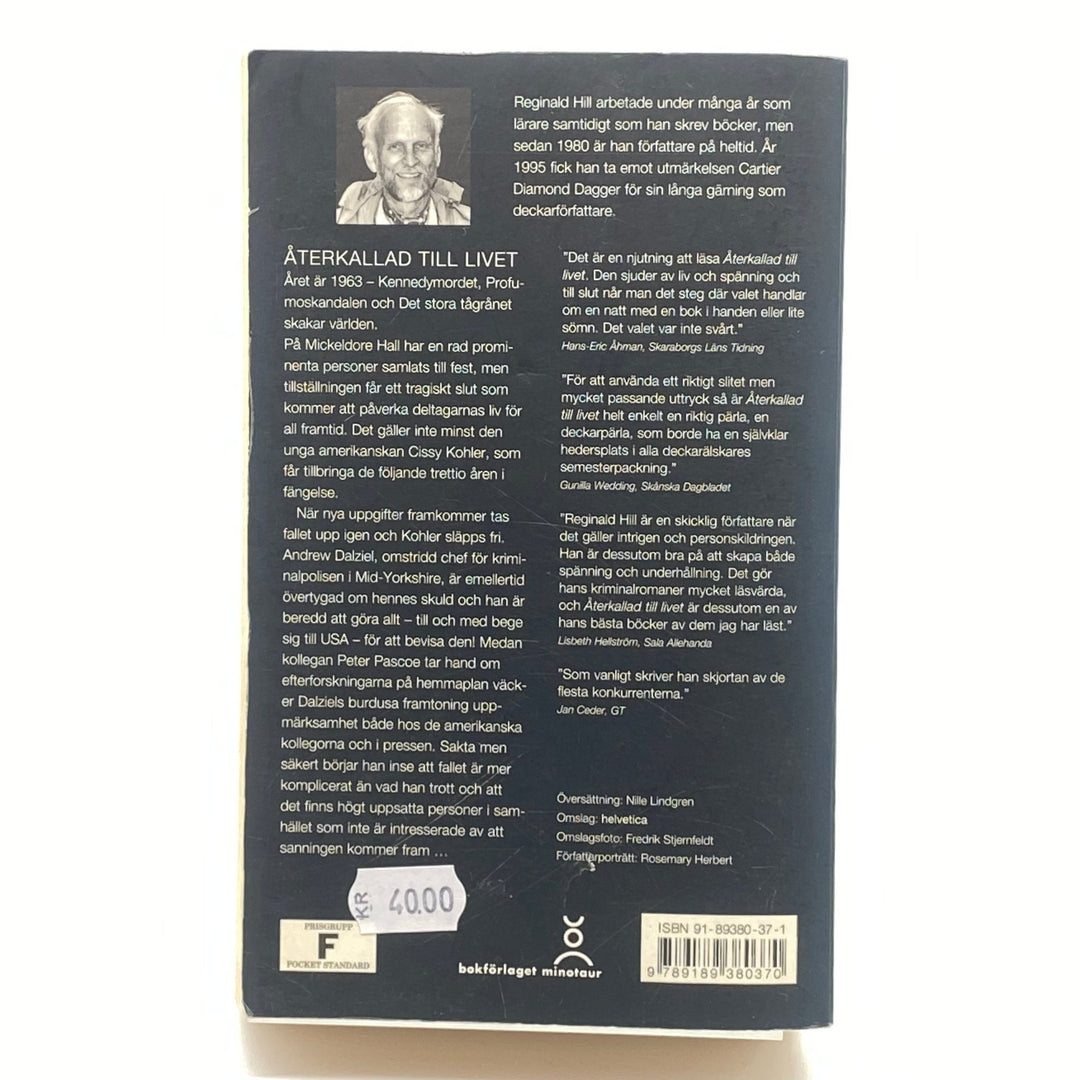 Reginald Hill arbetade under många år som
lärare samtidigt som han skrev böcker, men
sedan 1980 är han författare på heltid. År
1995 fick han ta emot utmärkelsen Cartier
Diamond Dagger för sin långa gärning som
deckarförfattare.
ÅTERKALLAD TILL LIVET
Året är 1963 – Kennedymordet, Profu-
moskandalen och Det stora tågrånet
skakar världen.
På Mickeldore Hall har en rad promi-
nenta personer samlats till fest, men
tillställningen får ett tragiskt slut som
kommer att påverka deltagarnas liv för
all framtid. Det gäller inte minst den
unga amerikanskan Cissy Kohler, som
får tillbringa de följande trettio åren i
fängelse.
När nya uppgifter framkommer tas
fallet upp igen och Kohler släpps fri.
Andrew Dalziel, omstridd chef för krimi-
nalpolisen i Mid-Yorkshire, är emellertid
övertygad om hennes skuld och han är
beredd att göra allt – till och med bege
sig till USA – för att bevisa den! Medan
kollegan Peter Pascoe tar hand om
efterforskningarna på hemmaplan väck-
er Dalziels burdusa framtoning upp-
märksamhet både hos de amerikanska
kollegorna och i pressen. Sakta men
säkert börjar han inse att fallet är mer
komplicerat än vad han trott och att
det finns högt uppsatta personer i sam-
hället som inte är intresserade av att
sanningen kommer fram ...
"Det är en njutning att läsa Återkallad till
livet. Den sjuder av liv och spänning och
till slut når man det steg där valet handlar
om en natt med en bok i handen eller lite
sömn. Det valet var inte svårt."
Hans-Eric Åhman, Skaraborgs Läns Tidning
"För att använda ett riktigt slitet men
mycket passande uttryck så är Återkallad
till livet helt enkelt en riktig pärla, en
deckarpärla, som borde ha en självklar
hedersplats i alla deckarälskares
semesterpackning."
Gunilla Wedding, Skånska Dagbladet
"Reginald Hill är en skicklig författare när
det gäller intrigen och personskildringen.
Han är dessutom bra på att skapa både
spänning och underhållning. Det gör
hans kriminalromaner mycket läsvärda,
och Återkallad till livet är dessutom en av
hans bästa böcker av dem jag har läst."
Lisbeth Hellström, Sala Allehanda
"Som vanligt skriver han skjortan av de
flesta konkurrenterna."
Jan Ceder, GT
Översättning: Nille Lindgren
Omslag: helvetica
Omslagsfoto: Fredrik Stjernfeldt
Författarporträtt: Rosemary Herbert
KR 40.00
PRISGRUPP
F
POCKET STANDARD
bokförlaget minotaur
ISBN 91-89380-37-1
9 789189 380370